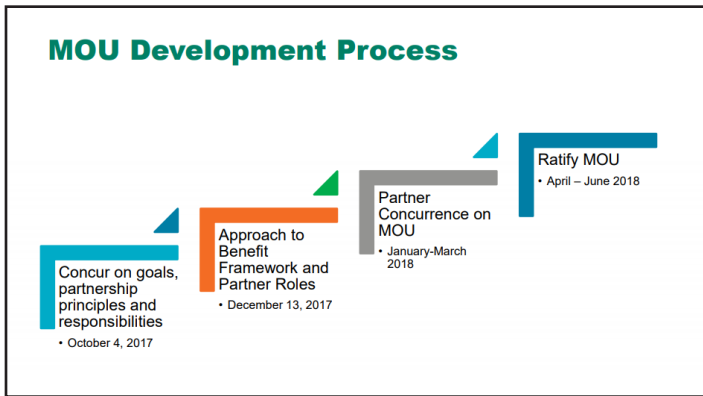 MOU Development Process
Concur on goals,
partnership
principles and
responsibilities
• October 4, 2017
Approach to
Benefit
Framework and
Partner Roles
• December 13, 2017
Partner
Concurrence on
MOU
• January-March
2018
Ratify MOU
• April – June 2018